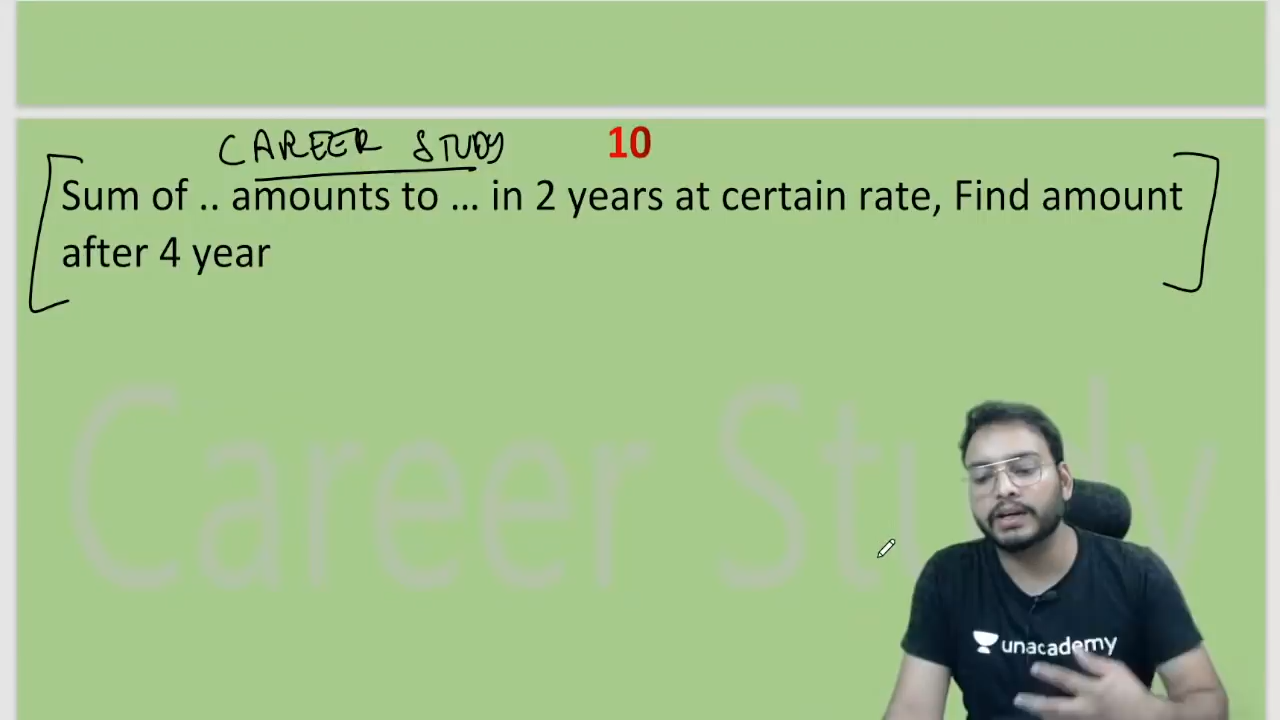 CAREER STUDY 10
Sum of .. amounts to ... in 2 years at certain rate, Find amount
after 4 year
Career Study
unacademy